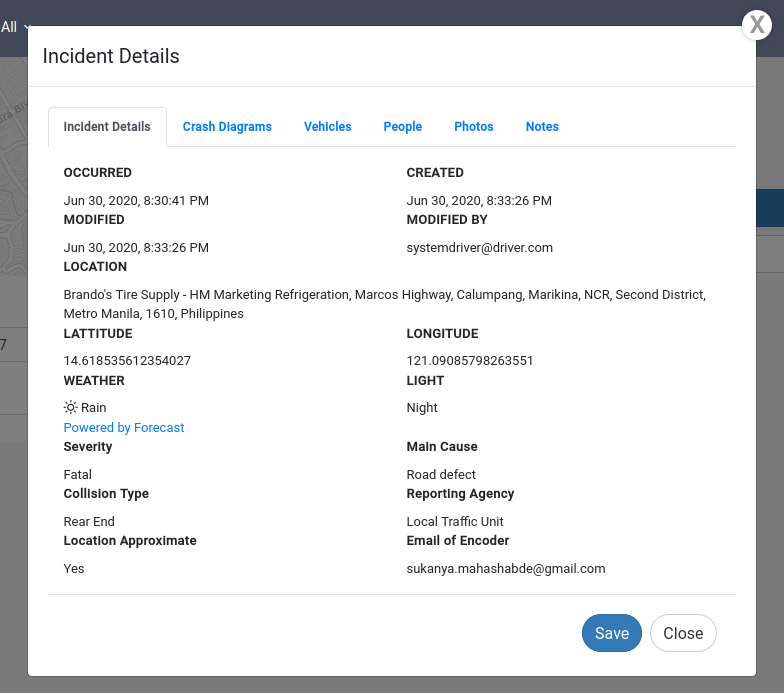 All
X
Incident Details
Incident Details Crash Diagrams Vehicles People Photos Notes
OCCURRED CREATED
Jun 30, 2020, 8:30:41 PM Jun 30, 2020, 8:33:26 PM
MODIFIED MODIFIED BY
Jun 30, 2020, 8:33:26 PM systemdriver@driver.com
LOCATION
Brando's Tire Supply - HM Marketing Refrigeration, Marcos Highway, Calumpang, Marikina, NCR, Second District,
Metro Manila, 1610, Philippines
LATTITUDE LONGITUDE
14.618535612354027 121.09085798263551
WEATHER LIGHT
Rain Night
Powered by Forecast
Severity Main Cause
Fatal Road defect
Collision Type Reporting Agency
Rear End Local Traffic Unit
Location Approximate Email of Encoder
Yes sukanya.mahashabde@gmail.com
Save Close
7